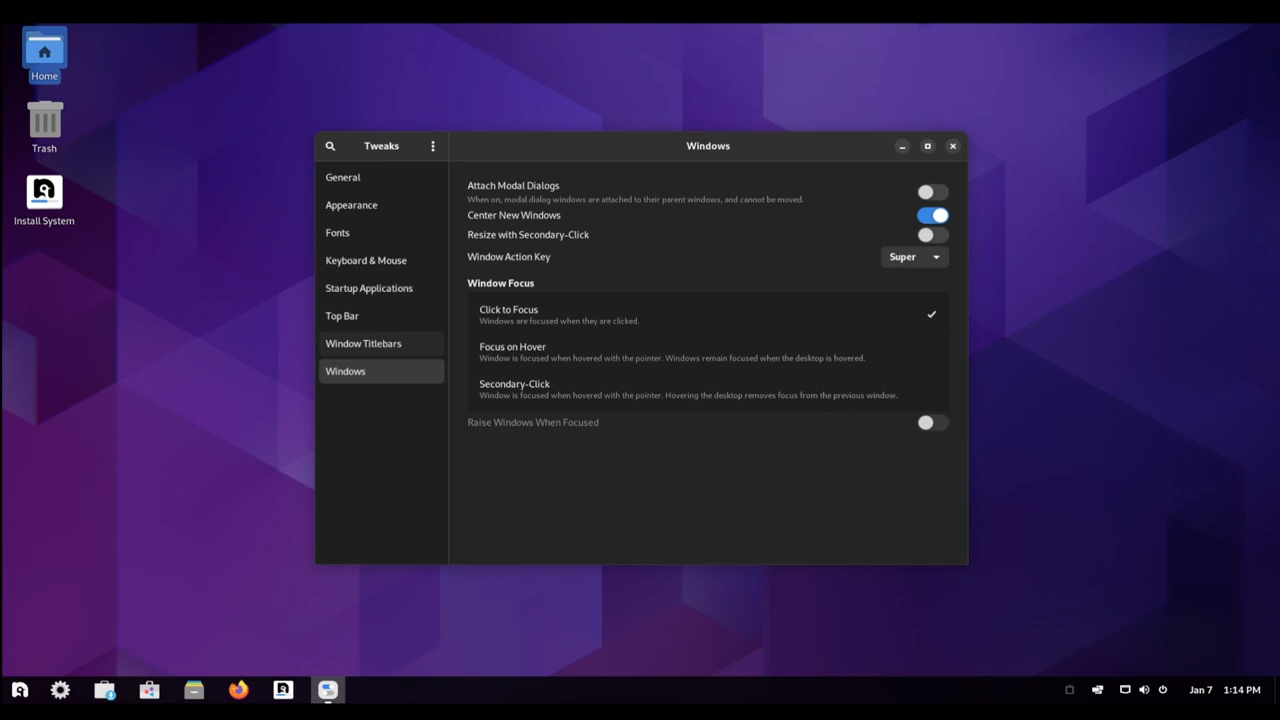 Home
Trash
Install System
Tweaks
Windows
General
Appearance
Fonts
Keyboard & Mouse
Startup Applications
Top Bar
Window Titlebars
Windows
Attach Modal Dialogs
When on, modal dialog windows are attached to their parent windows, and cannot be moved.
Center New Windows
Resize with Secondary-Click
Window Action Key
Super
Window Focus
Click to Focus
Windows are focused when they are clicked.
Focus on Hover
Window is focused when hovered with the pointer. Windows remain focused when the desktop is hovered.
Secondary-Click
Window is focused when hovered with the pointer. Hovering the desktop removes focus from the previous window.
Raise Windows When Focused
Jan 7 1:14 PM